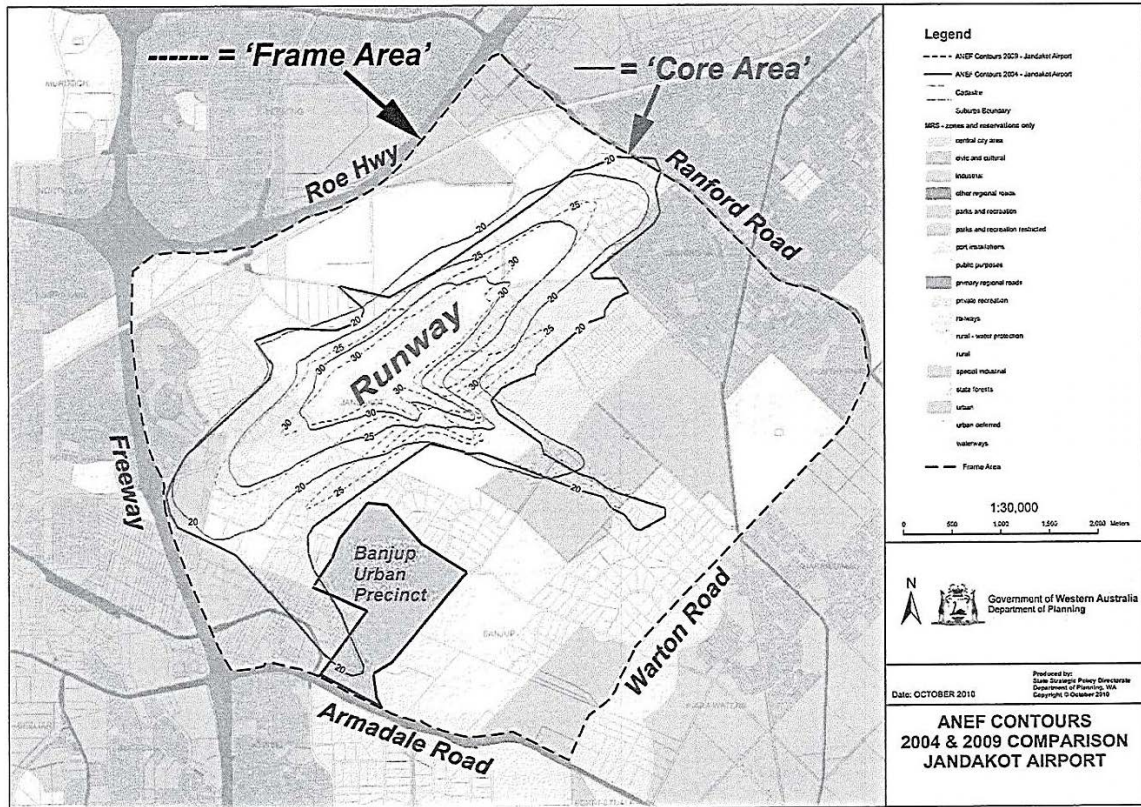 ------ = 'Frame Area'
—— = 'Core Area'
Roe Hwy
Ranford Road
Freeway
Runway
Warton Road
Armadale Road
Banjup
Urban
Precinct
BANJUP
JANDAKOT
MURDOCH
20
25
30
Legend
ANEF Contours 2009 - Jandakot Airport
ANEF Contours 2004 - Jandakot Airport
Cadastre
Suburbs Boundary
MRS - zones and reservations only
central city area
civic and cultural
industrial
other regional roads
parks and recreation
parks and recreation restricted
port installations
public purposes
primary regional roads
private recreation
railways
rural - water protection
rural
special industrial
state forests
urban
urban deferred
waterways
Frame Area
1:30,000
0 500 1,000 1,500 2,000 Meters
N
Government of Western Australia
Department of Planning
Date: OCTOBER 2010
Produced by:
State Strategic Policy Directorate
Department of Planning, WA
Copyright © October 2010
ANEF CONTOURS
2004 & 2009 COMPARISON
JANDAKOT AIRPORT